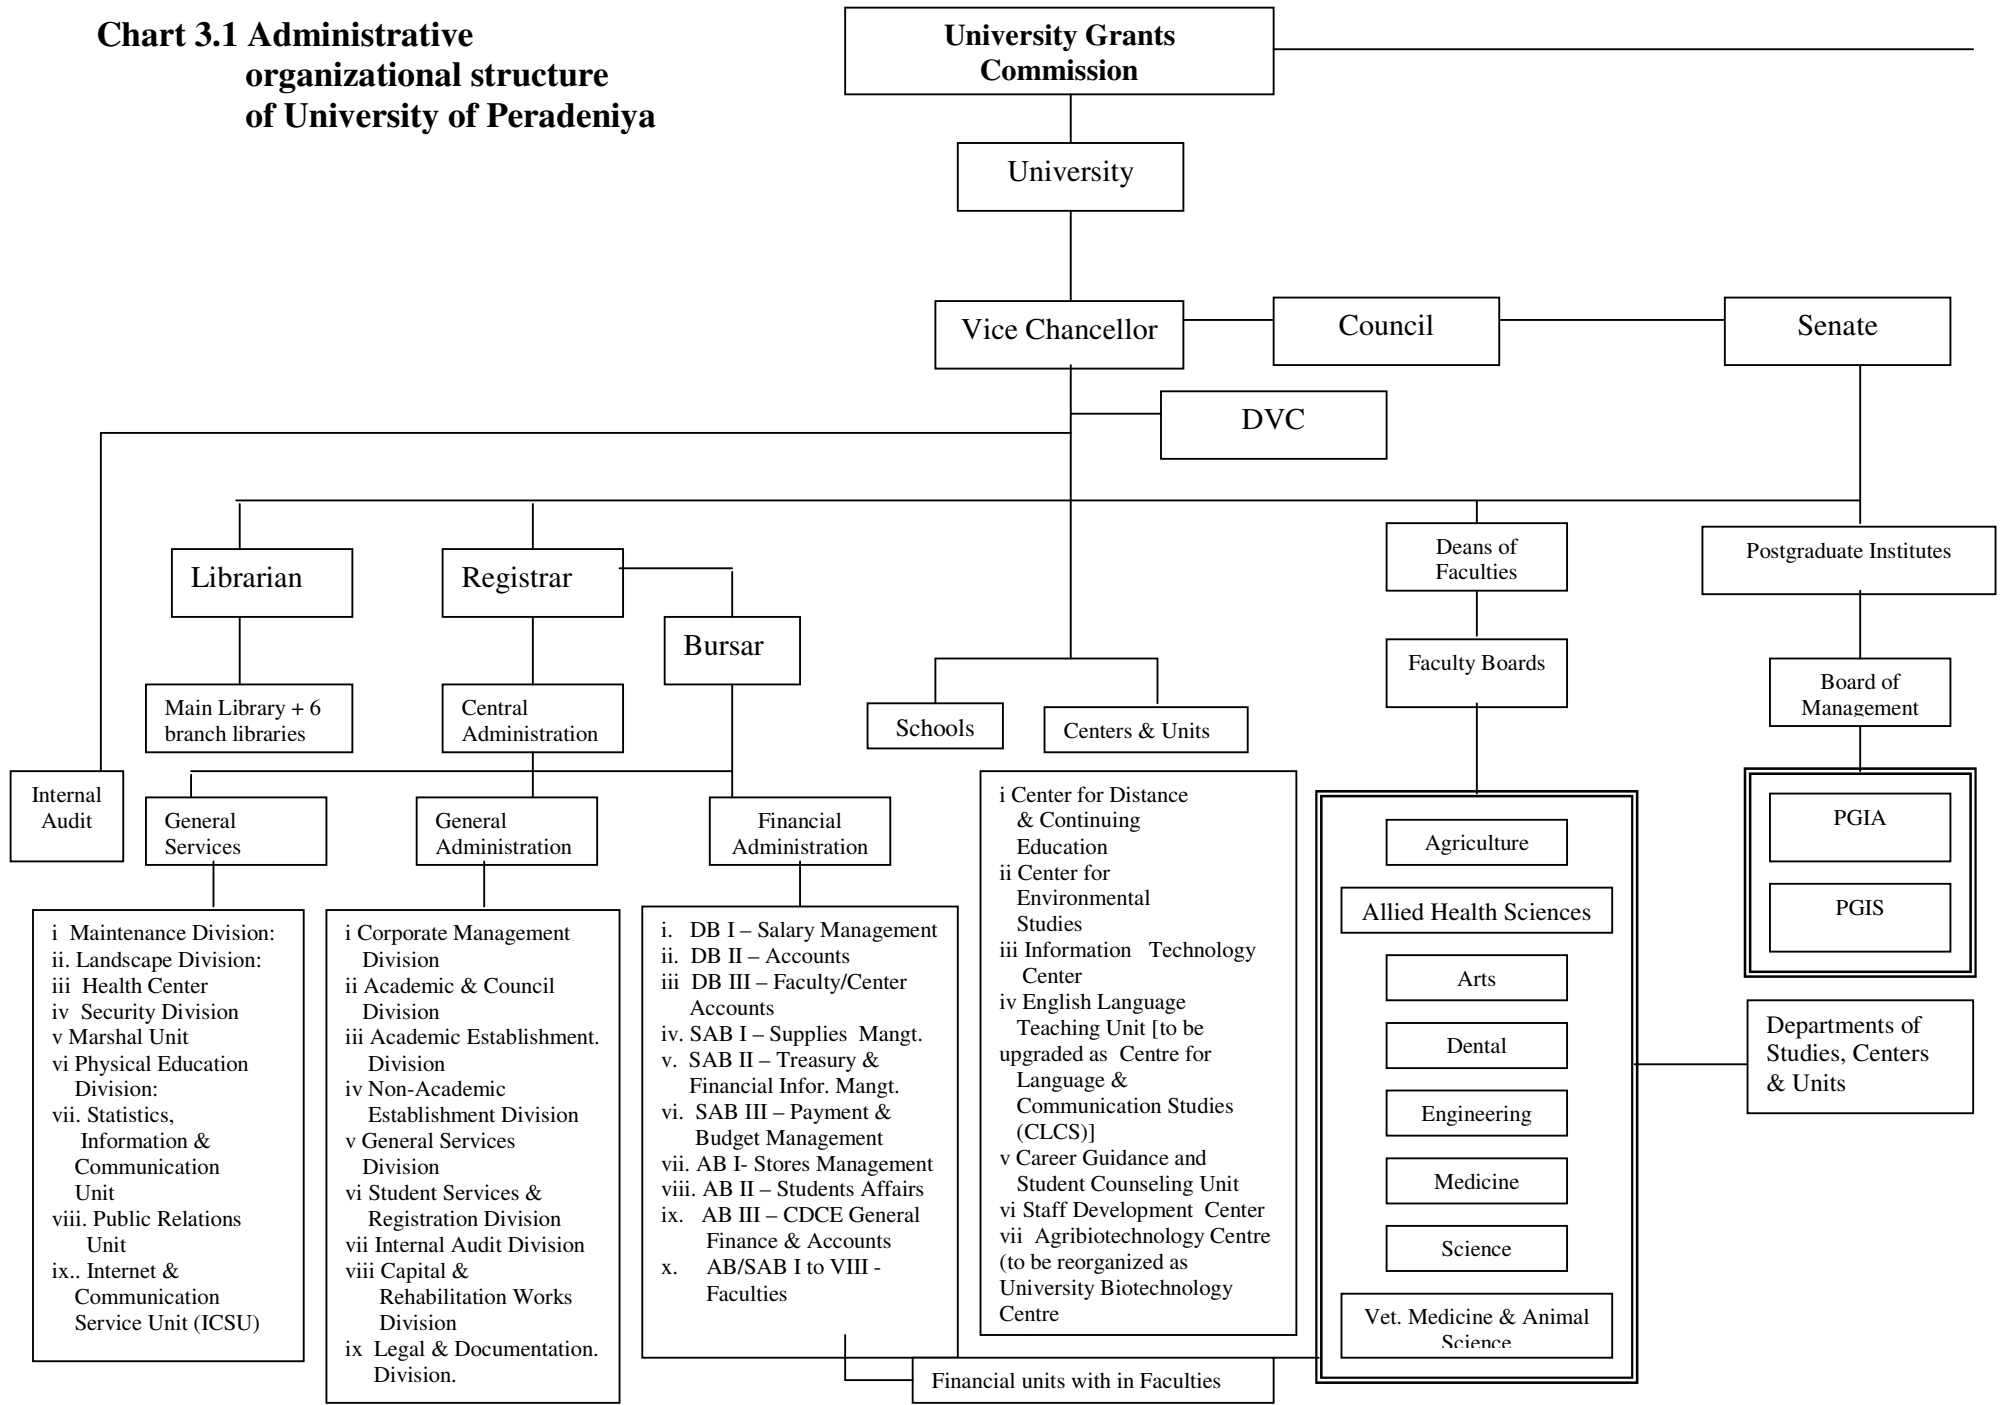 Chart 3.1 Administrative
organizational structure
of University of Peradeniya
University Grants
Commission
University
Vice Chancellor
Council
Senate
DVC
Librarian
Registrar
Bursar
Deans of
Faculties
Postgraduate Institutes
Main Library + 6
branch libraries
Central
Administration
Schools
Centers & Units
Faculty Boards
Board of
Management
Internal
Audit
General
Services
General
Administration
Financial
Administration
i Maintenance Division:
ii. Landscape Division:
iii Health Center
iv Security Division
v Marshal Unit
vi Physical Education
Division:
vii. Statistics,
Information &
Communication
Unit
viii. Public Relations
Unit
ix.. Internet &
Communication
Service Unit (ICSU)
i Corporate Management
Division
ii Academic & Council
Division
iii Academic Establishment.
Division
iv Non-Academic
Establishment Division
v General Services
Division
vi Student Services &
Registration Division
vii Internal Audit Division
viii Capital &
Rehabilitation Works
Division
ix Legal & Documentation.
Division.
i. DB I – Salary Management
ii. DB II – Accounts
iii DB III – Faculty/Center
Accounts
iv. SAB I – Supplies Mangt.
v. SAB II – Treasury &
Financial Infor. Mangt.
vi. SAB III – Payment &
Budget Management
vii. AB I- Stores Management
viii. AB II – Students Affairs
ix. AB III – CDCE General
Finance & Accounts
x. AB/SAB I to VIII -
Faculties
i Center for Distance
& Continuing
Education
ii Center for
Environmental
Studies
iii Information Technology
Center
iv English Language
Teaching Unit [to be
upgraded as Centre for
Language &
Communication Studies
(CLCS)]
v Career Guidance and
Student Counseling Unit
vi Staff Development Center
vii Agribiotechnology Centre
(to be reorganized as
University Biotechnology
Centre
Agriculture
Allied Health Sciences
Arts
Dental
Engineering
Medicine
Science
Vet. Medicine & Animal
Science
PGIA
PGIS
Departments of
Studies, Centers
& Units
Financial units with in Faculties